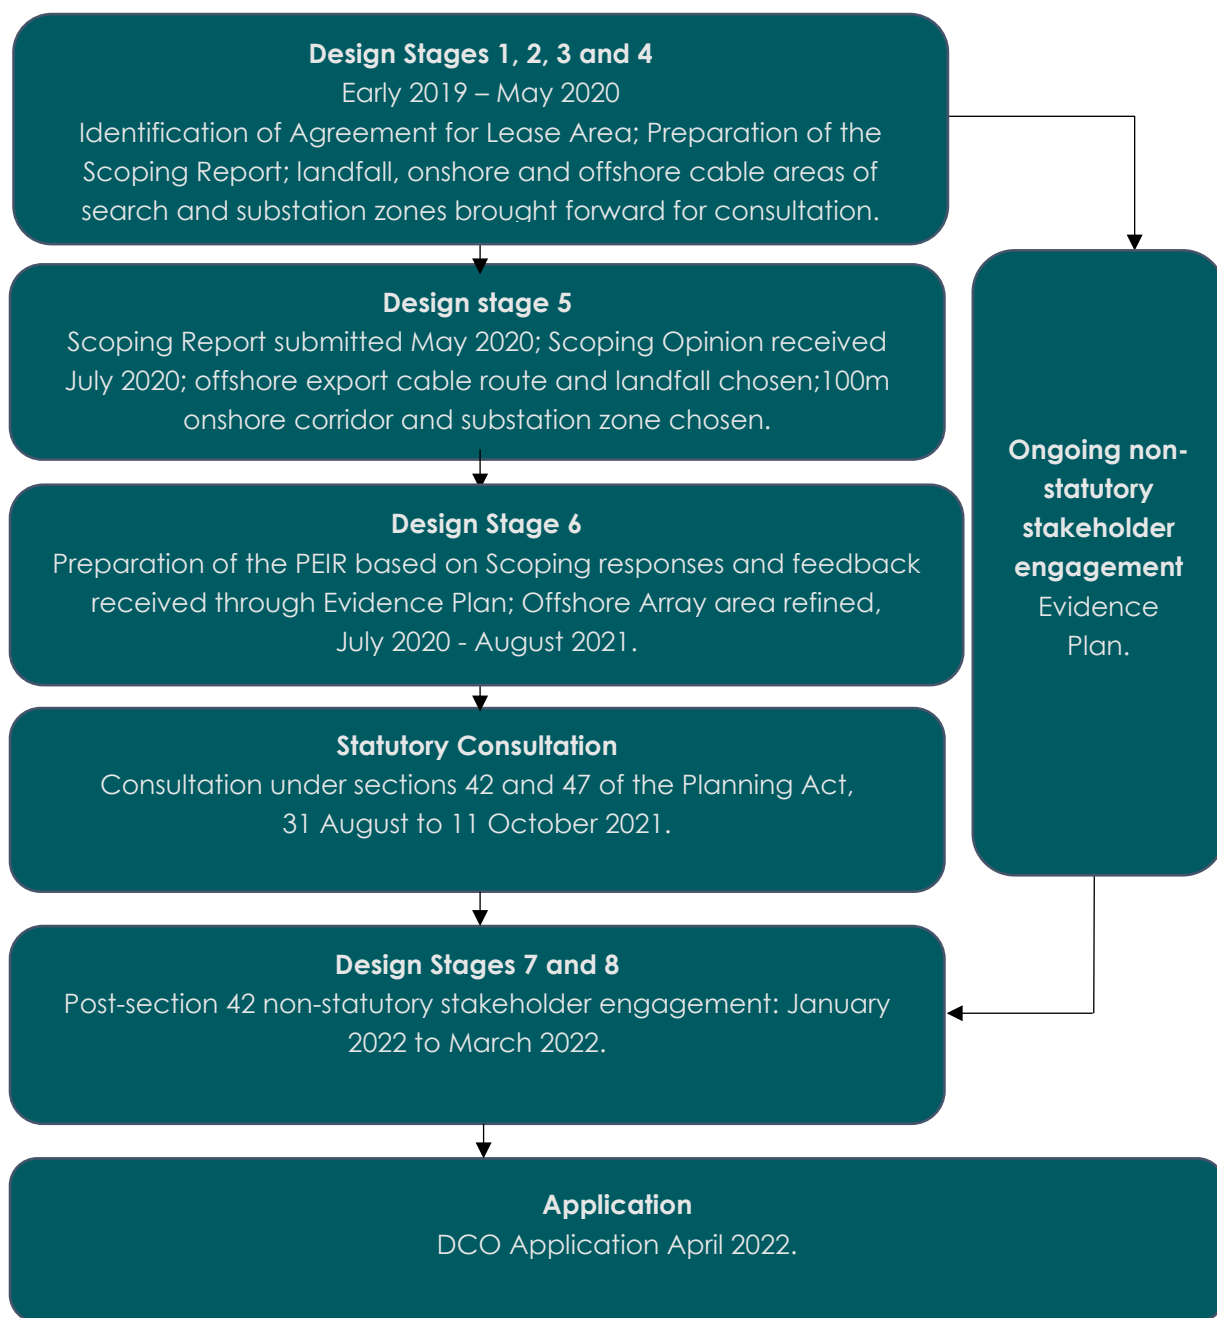 Design Stages 1, 2, 3 and 4
Early 2019 – May 2020
Identification of Agreement for Lease Area; Preparation of the
Scoping Report; landfall, onshore and offshore cable areas of
search and substation zones brought forward for consultation.
Design stage 5
Scoping Report submitted May 2020; Scoping Opinion received
July 2020; offshore export cable route and landfall chosen;100m
onshore corridor and substation zone chosen.
Design Stage 6
Preparation of the PEIR based on Scoping responses and feedback
received through Evidence Plan; Offshore Array area refined,
July 2020 - August 2021.
Statutory Consultation
Consultation under sections 42 and 47 of the Planning Act,
31 August to 11 October 2021.
Design Stages 7 and 8
Post-section 42 non-statutory stakeholder engagement: January
2022 to March 2022.
Ongoing non-
statutory
stakeholder
engagement
Evidence
Plan.
Application
DCO Application April 2022.